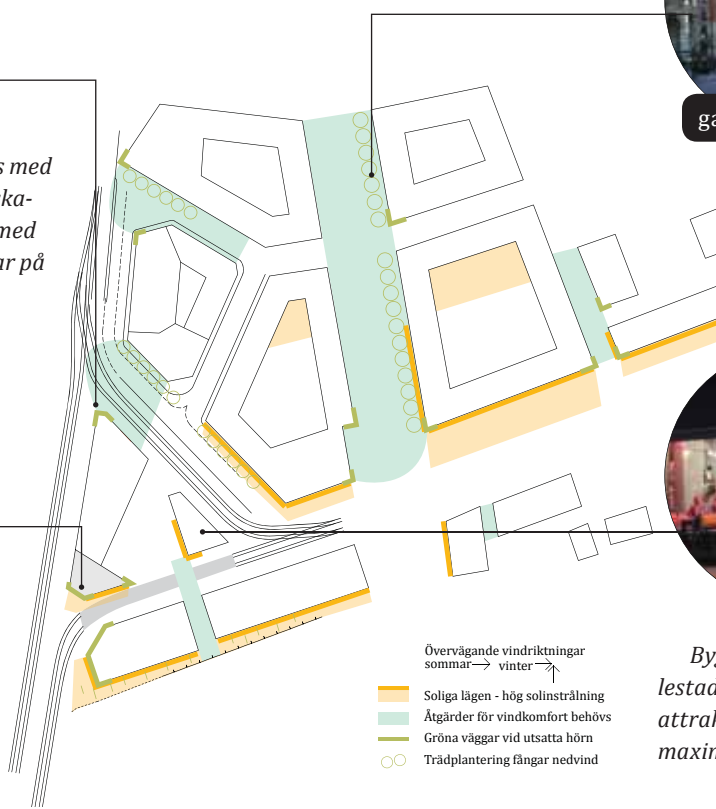 ga
s med
ka-
med
ar på
Övervägande vindriktningar
sommar vinter
Soliga lägen - hög solinstrålning
Åtgärder för vindkomfort behövs
Gröna väggar vid utsatta hörn
Trädplantering fångar nedvind
By
lestad
attrak
maxin